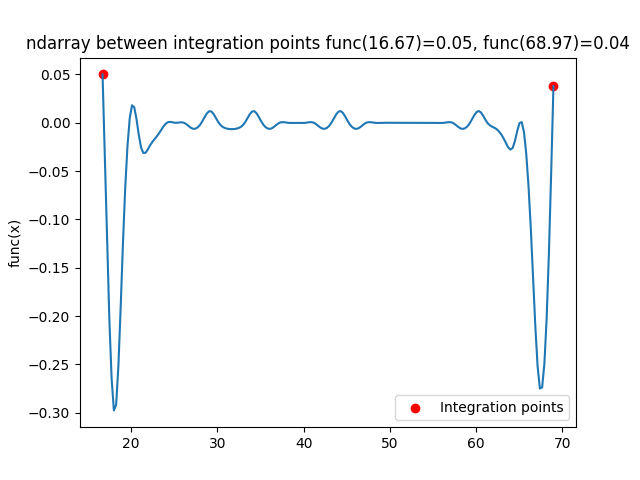 ndarray between integration points func(16.67)=0.05, func(68.97)=0.04
0.05
0.00
−0.05
−0.10
−0.15
−0.20
−0.25
−0.30
func(x)
Integration points
20 30 40 50 60 70